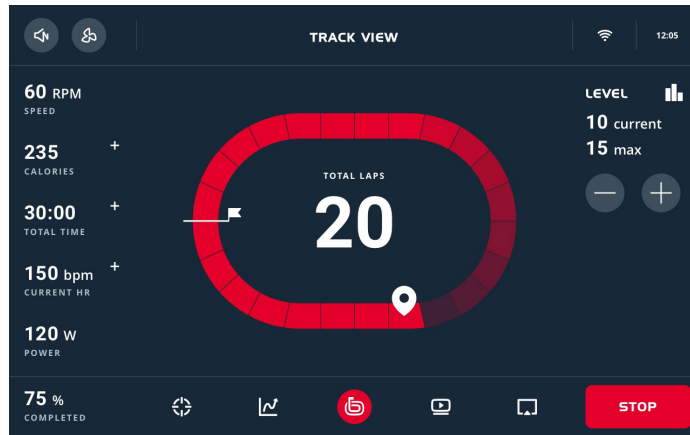 TRACK VIEW
12:05
60 RPM
SPEED
235 +
CALORIES
30:00 +
TOTAL TIME
150 bpm +
CURRENT HR
120 W
POWER
75 %
COMPLETED
TOTAL LAPS
20
LEVEL
10 current
15 max
STOP